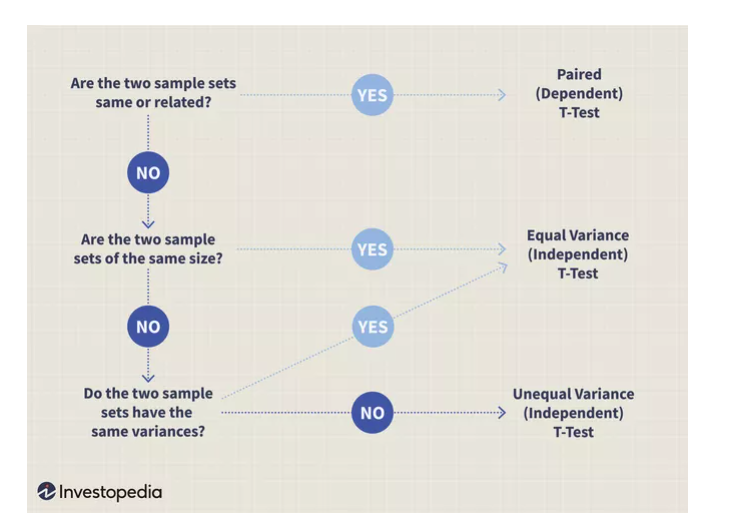 Are the two sample sets
same or related?
YES
Paired
(Dependent)
T-Test
NO
Are the two sample
sets of the same size?
YES
Equal Variance
(Independent)
T-Test
NO
YES
Do the two sample
sets have the
same variances?
NO
Unequal Variance
(Independent)
T-Test
Investopedia